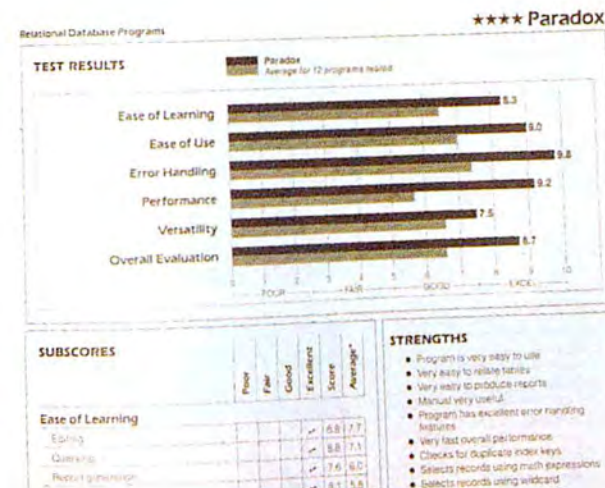 Relational Database Programs
★★★★ Paradox
TEST RESULTS
Paradox
Average for 12 programs tested
Ease of Learning
8.3
Ease of Use
9.0
Error Handling
9.8
Performance
9.2
Versatility
7.5
Overall Evaluation
8.7
0 1 2 3 4 5 6 7 8 9 10
POOR FAIR GOOD EXCEL
SUBSCORES
Poor
Fair
Good
Excellent
Score
Average*
Ease of Learning
Editing 7.7
Querying 8.8 7.1
Report generation 7.6 6.0
STRENGTHS
• Program is very easy to use
• Very easy to relate tables
• Very easy to produce reports
• Manual very useful
• Program has excellent error handling
features
• Very fast overall performance
• Checks for duplicate index keys
• Selects records using math expressions
• Selects records using wildcard